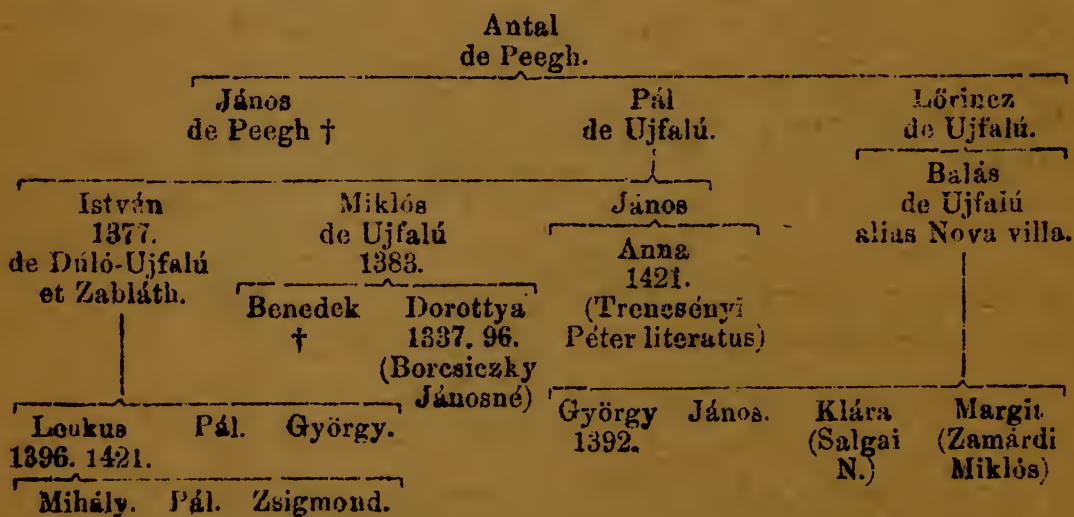 Antal
de Peegh.
János Pál Lőrincz
de Peegh † de Ujfalú. de Ujfalú.
István Miklós János Balás
1377. de Ujfalú de Ujfalú
de Dúló-Ujfalú 1383. Anna alias Nova villa.
et Zabláth. 1421.
Benedek Dorottya (Trencsényi
† 1337. 96. Péter literatus)
(Borcsiczky
Jánosné)
Leukus Pál. György. György János. Klára Margit
1396. 1421. 1392. (Salgai (Zamárdi
N.) Miklós)
Mihály. Pál. Zsigmond.